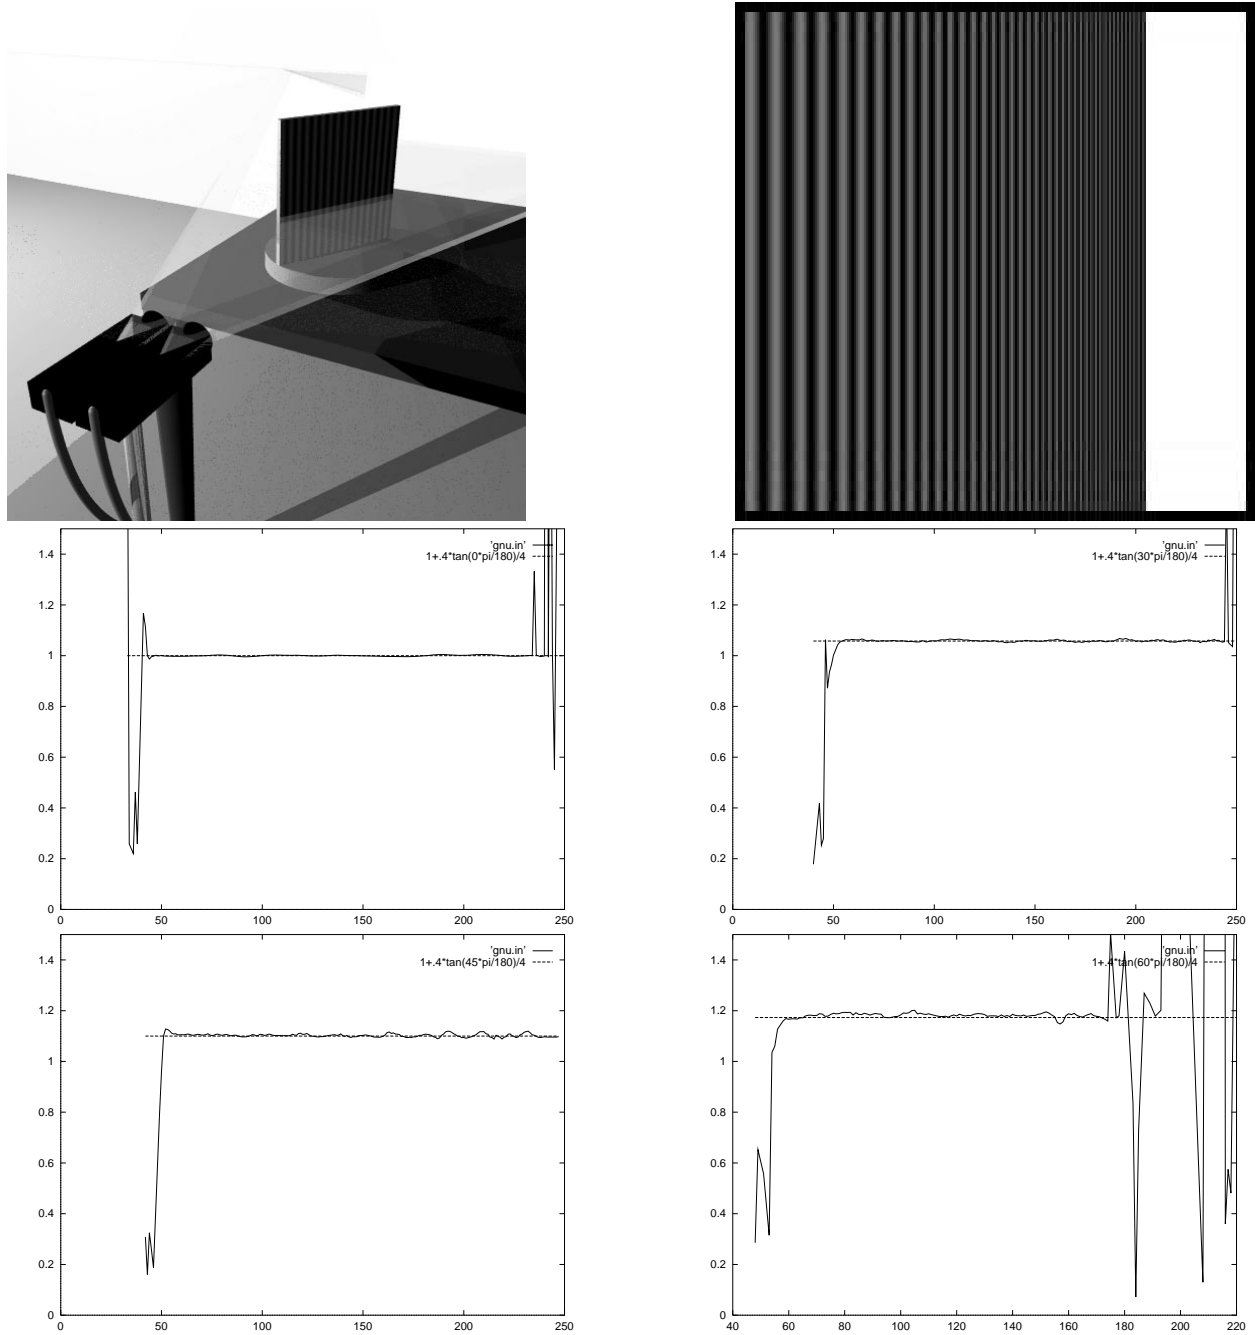 'gnu.in'
1+.4*tan(0*pi/180)/4
1.4
1.2
1
0.8
0.6
0.4
0.2
0
0 50 100 150 200 250
'gnu.in'
1+.4*tan(30*pi/180)/4
1.4
1.2
1
0.8
0.6
0.4
0.2
0
0 50 100 150 200 250
'gnu.in'
1+.4*tan(45*pi/180)/4
1.4
1.2
1
0.8
0.6
0.4
0.2
0
0 50 100 150 200 250
'gnu.in'
1+.4*tan(60*pi/180)/4
1.4
1.2
1
0.8
0.6
0.4
0.2
0
40 60 80 100 120 140 160 180 200 220